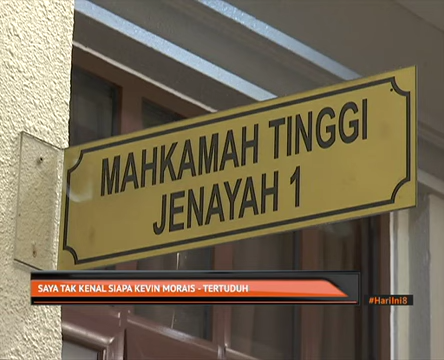 MAHKAMAH TINGGI
JENAYAH 1
SAYA TAK KENAL SIAPA KEVIN MORAIS - TERTUDUH
#HariIni8